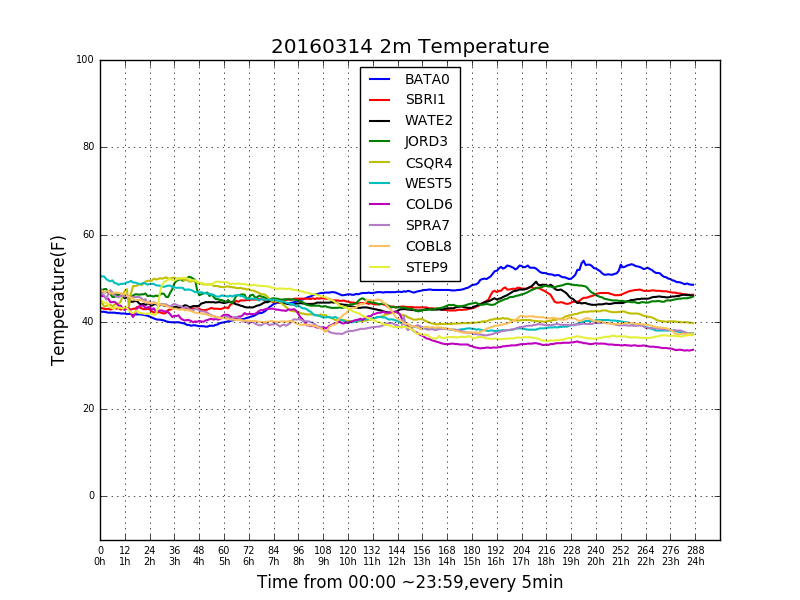 20160314 2m Temperature
BATA0
SBRI1
WATE2
JORD3
CSQR4
WEST5
COLD6
SPRA7
COBL8
STEP9
Temperature(F)
100
80
60
40
20
0
0 12 24 36 48 60 72 84 96 108 120 132 144 156 168 180 192 204 216 228 240 252 264 276 288
0h 1h 2h 3h 4h 5h 6h 7h 8h 9h 10h 11h 12h 13h 14h 15h 16h 17h 18h 19h 20h 21h 22h 23h 24h
Time from 00:00 ~23:59,every 5min